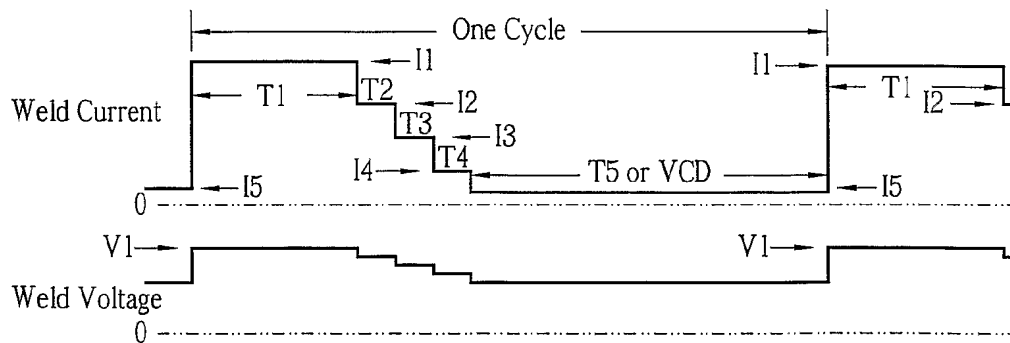 One Cycle
I1
I1
T1
T2
T1
Weld Current
I2
I2
T3
I3
I4
T4
T5 or VCD
I5
I5
0
V1
V1
Weld Voltage
0